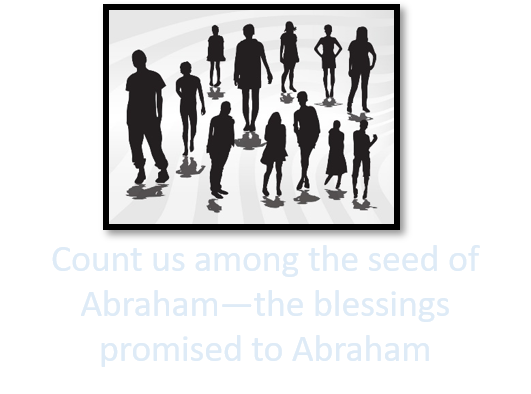 Count us among the seed of
Abraham—the blessings
promised to Abraham